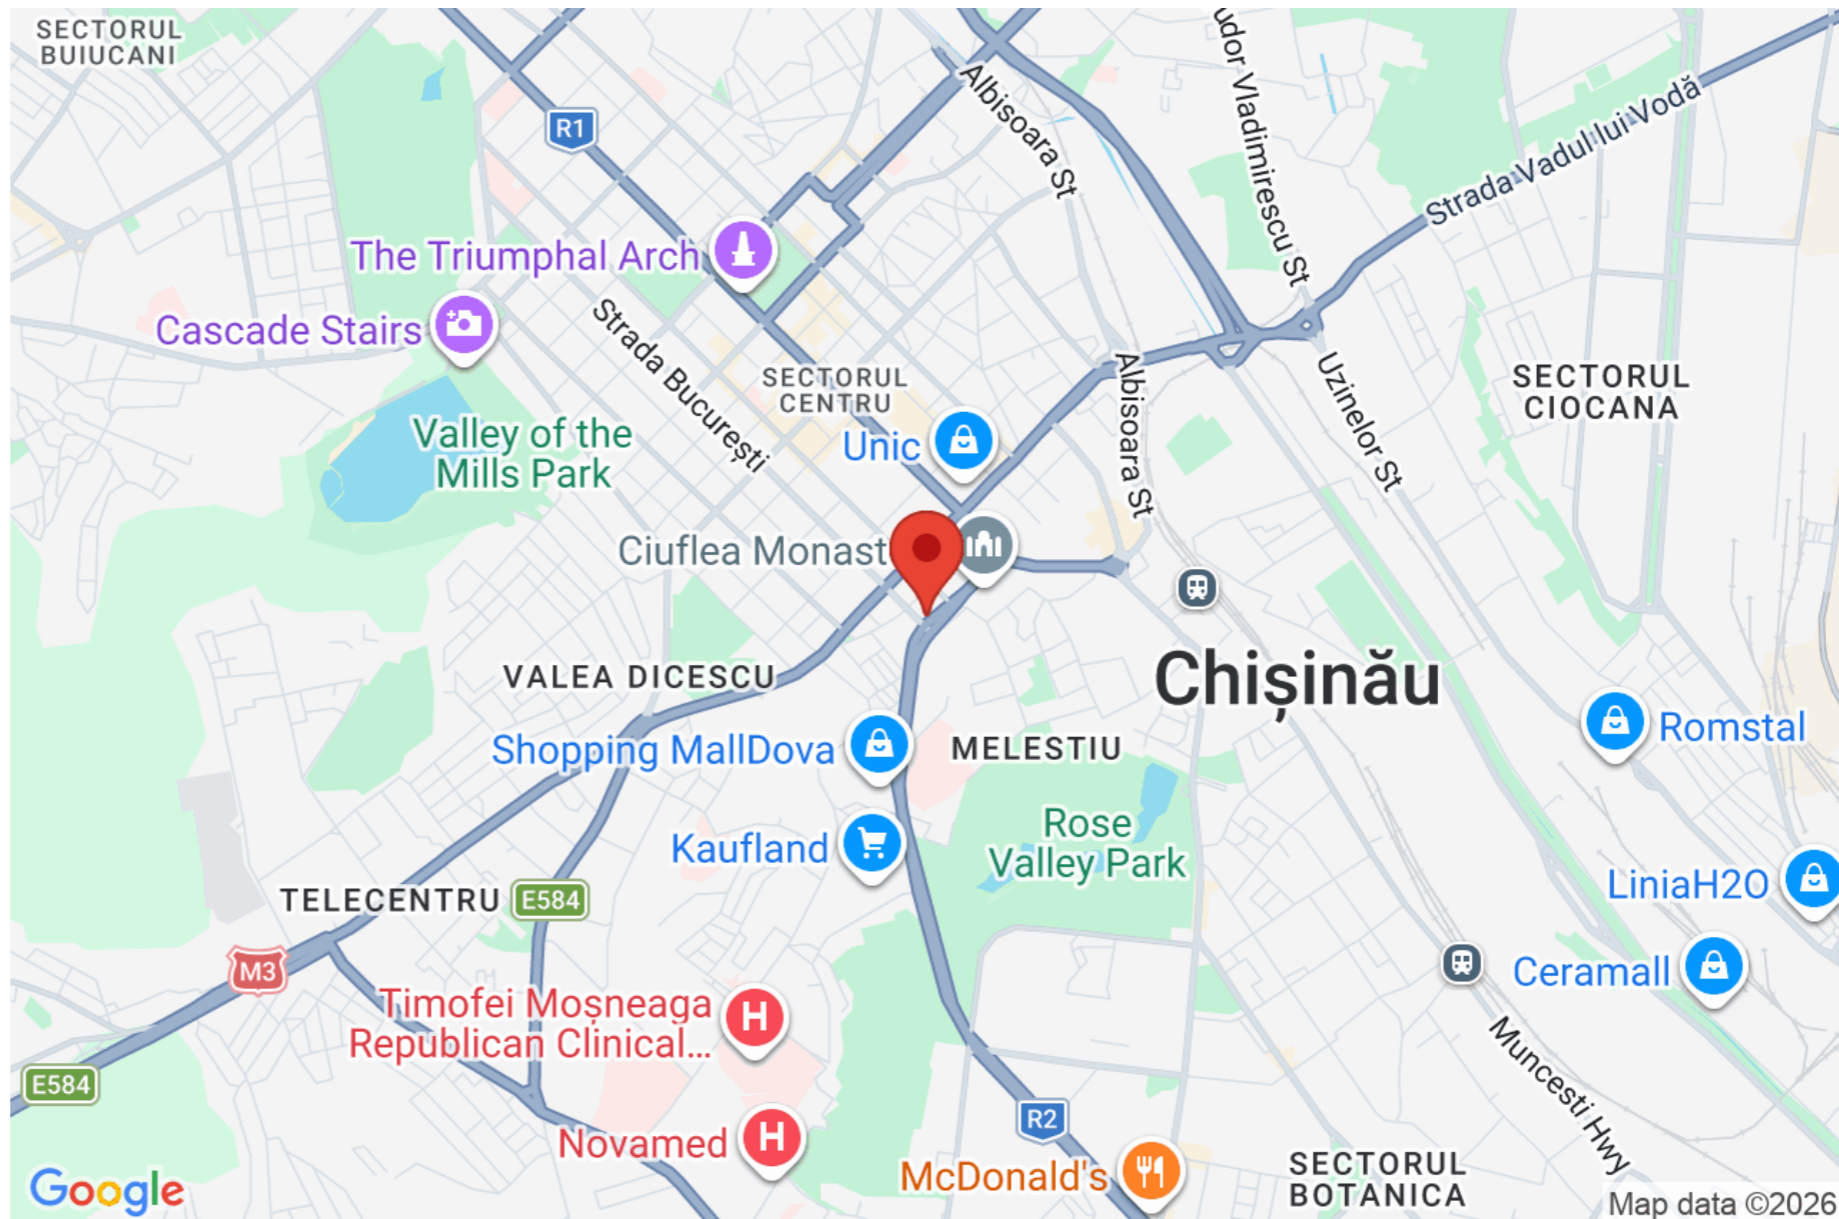 SECTORUL
BUIUCANI
R1
Albisoara St
udor Vladimirescu St
Strada Vadul lui Vodă
The Triumphal Arch
Cascade Stairs
Strada București
SECTORUL
CENTRU
Albisoara St
Uzinelor St
SECTORUL
CIOCANA
Valley of the
Mills Park
Unic
Ciuflea Monast
VALEA DICESCU
Chișinău
Shopping MallDova
MELESTIU
Romstal
Kaufland
Rose
Valley Park
TELECENTRU
E584
LiniaH2O
M3
Ceramall
Timofei Moșneaga
Republican Clinical...
E584
Muncesti Hwy
R2
Novamed
McDonald's
SECTORUL
BOTANICA
Google
Map data ©2026